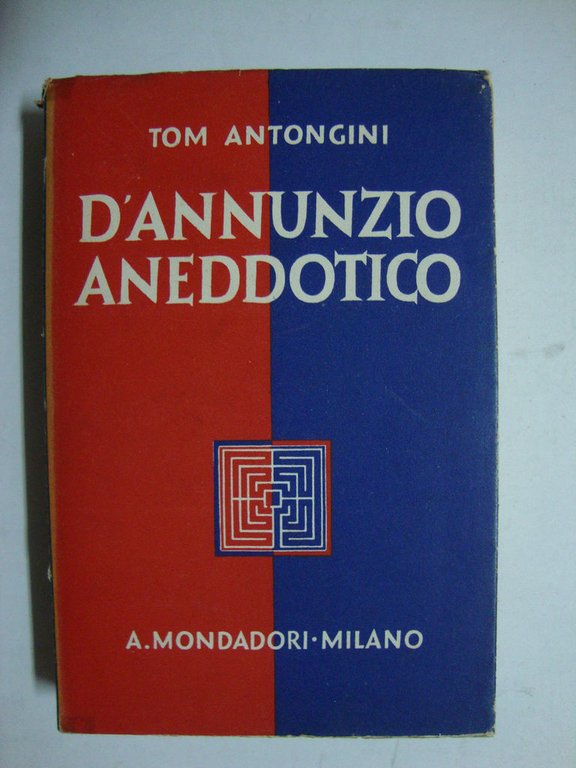 TOM ANTONGINI
D'ANNUNZIO
ANEDDOTICO
A. MONDADORI · MILANO